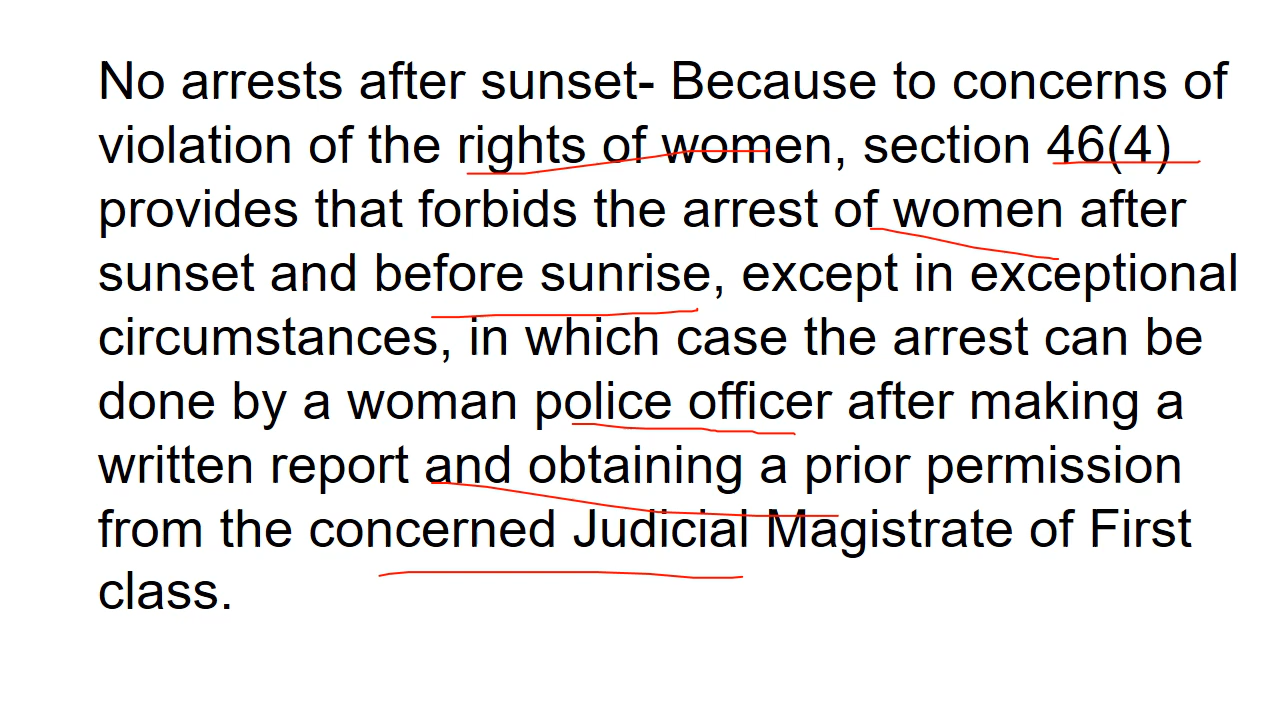 No arrests after sunset- Because to concerns of
violation of the rights of women, section 46(4)
provides that forbids the arrest of women after
sunset and before sunrise, except in exceptional
circumstances, in which case the arrest can be
done by a woman police officer after making a
written report and obtaining a prior permission
from the concerned Judicial Magistrate of First
class.